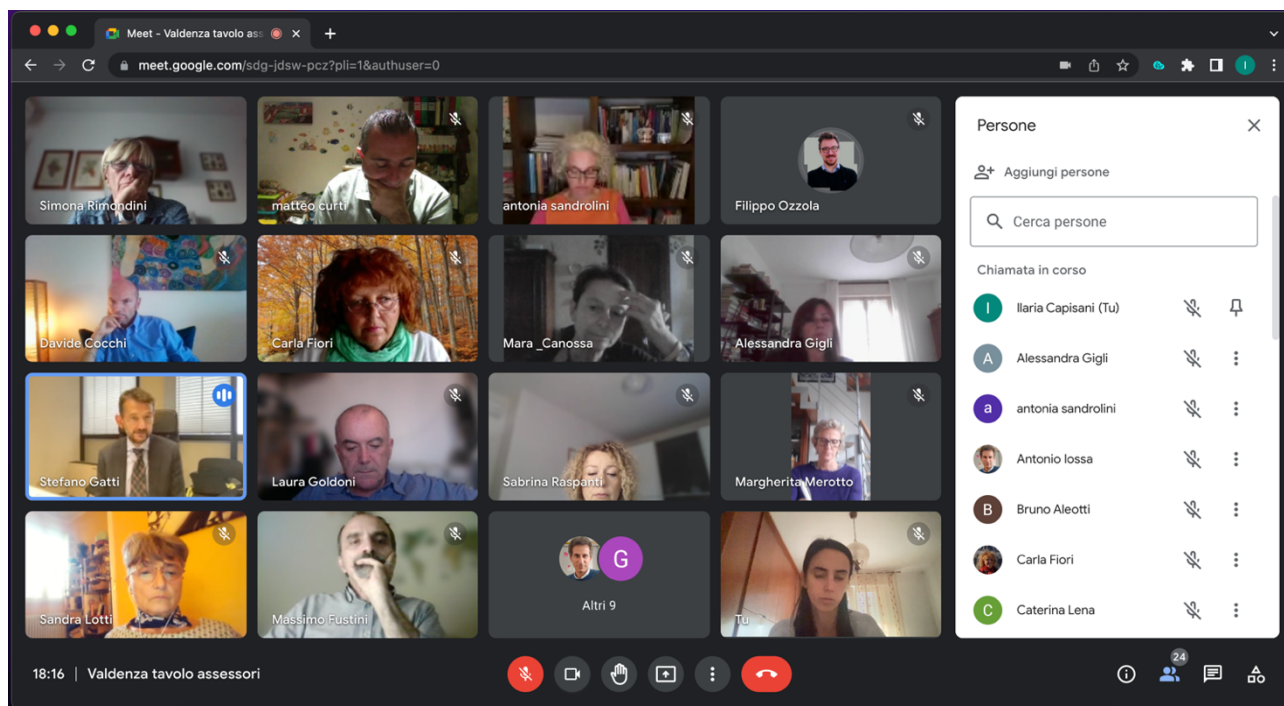 Meet - Valdenza tavolo ass
meet.google.com/sdg-jdsw-pcz?pli=1&authuser=0
I
Simona Rimondini
matteo curti
antonia sandrolini
Filippo Ozzola
Davide Cocchi
Carla Fiori
Mara _Canossa
Alessandra Gigli
Stefano Gatti
Laura Goldoni
Sabrina Raspanti
Margherita Merotto
Sandra Lotti
Massimo Fustini
G
Altri 9
Tu
Persone
Aggiungi persone
Cerca persone
Chiamata in corso
I Ilaria Capisani (Tu)
A Alessandra Gigli
a antonia sandrolini
Antonio Iossa
B Bruno Aleotti
Carla Fiori
C Caterina Lena
18:16 | Valdenza tavolo assessori
24